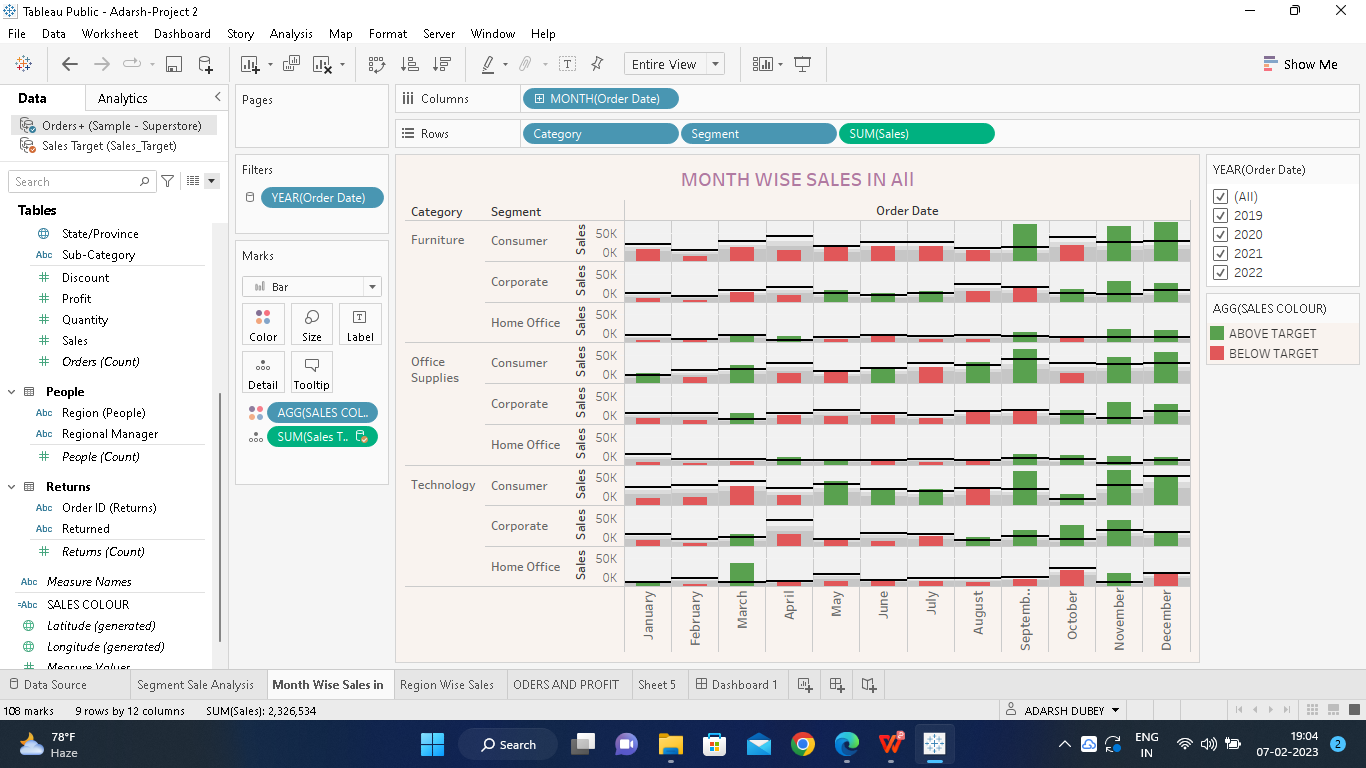 Tableau Public - Adarsh-Project 2
File Data Worksheet Dashboard Story Analysis Map Format Server Window Help
Entire View
Show Me
Data Analytics
Orders+ (Sample - Superstore)
Sales Target (Sales_Target)
Search
Tables
State/Province
Abc Sub-Category
Discount
Profit
Quantity
Sales
Orders (Count)
People
Abc Region (People)
Abc Regional Manager
People (Count)
Returns
Abc Order ID (Returns)
Abc Returned
Returns (Count)
Abc Measure Names
=Abc SALES COLOUR
Latitude (generated)
Longitude (generated)
Measure Values
Pages
Filters
YEAR(Order Date)
Marks
Bar
Color Size Label
Detail Tooltip
AGG(SALES COL..
SUM(Sales T..
Columns MONTH(Order Date)
Rows Category Segment SUM(Sales)
MONTH WISE SALES IN All
Category Segment Order Date
Furniture Consumer Sales 50K 0K
Corporate Sales 50K 0K
Home Office Sales 50K 0K
Office Supplies Consumer Sales 50K 0K
Corporate Sales 50K 0K
Home Office Sales 50K 0K
Technology Consumer Sales 50K 0K
Corporate Sales 50K 0K
Home Office Sales 50K 0K
January February March April May June July August Septemb.. October November December
YEAR(Order Date)
(All)
2019
2020
2021
2022
AGG(SALES COLOUR)
ABOVE TARGET
BELOW TARGET
Data Source Segment Sale Analysis Month Wise Sales in Region Wise Sales ODERS AND PROFIT Sheet 5 Dashboard 1
108 marks 9 rows by 12 columns SUM(Sales): 2,326,534 ADARSH DUBEY
78°F
Haze
Search
ENG
IN
19:04
07-02-2023
2